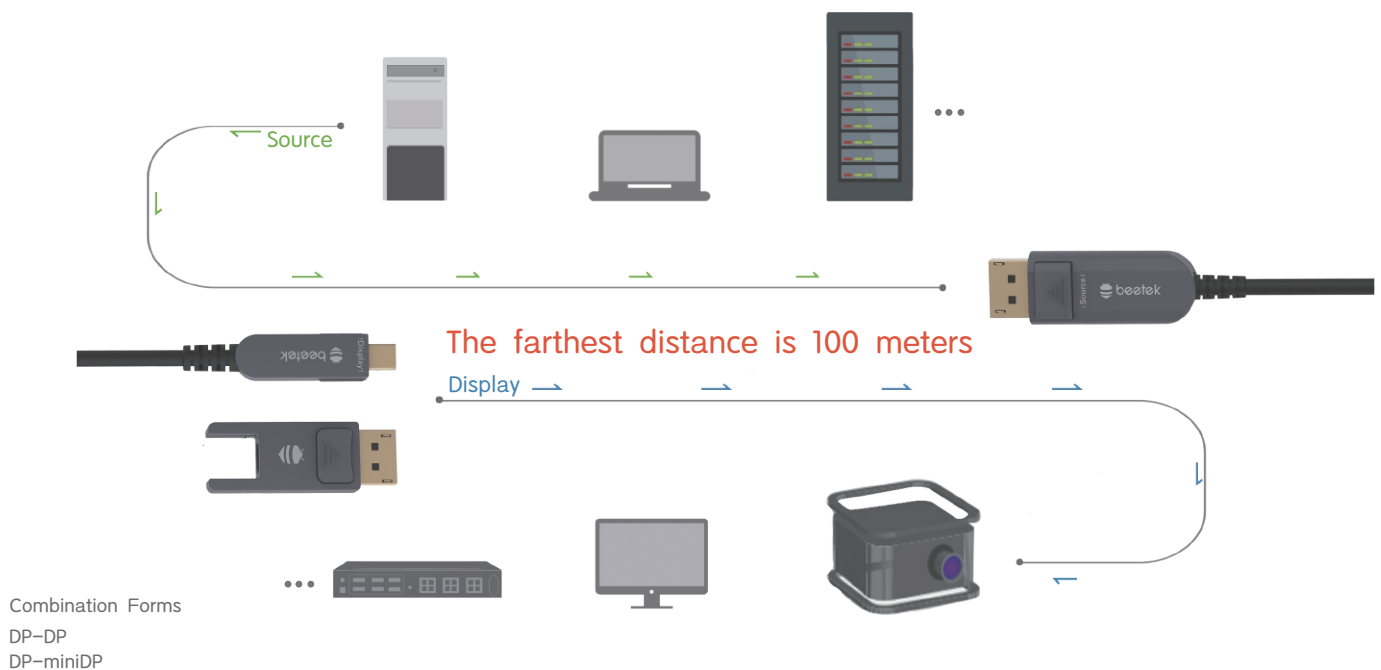 Source
Source
beetek
The farthest distance is 100 meters
beetek
Display
Display
Combination Forms
DP-DP
DP-miniDP